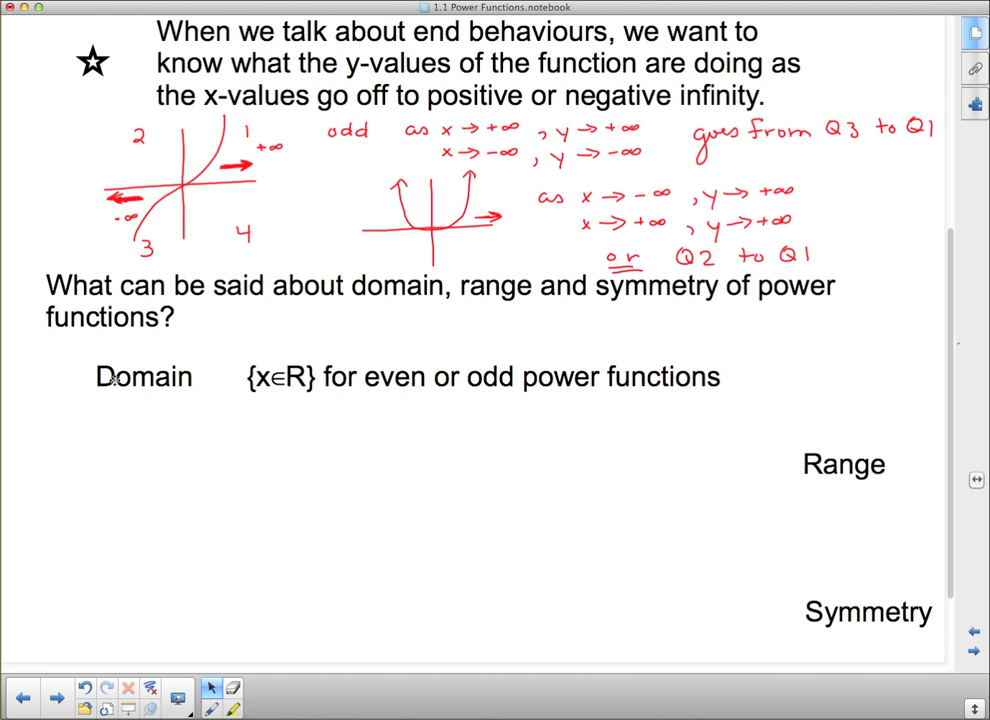 1.1 Power Functions.notebook
When we talk about end behaviours, we want to
know what the y-values of the function are doing as
the x-values go off to positive or negative infinity.
2 1 +∞ -∞ 3 4
odd as x → +∞ , y → +∞ goes from Q3 to Q1
x → -∞ , y → -∞
as x → -∞ , y → +∞
x → +∞ , y → +∞
or Q2 to Q1
What can be said about domain, range and symmetry of power
functions?
Domain {x∈R} for even or odd power functions
Range
Symmetry